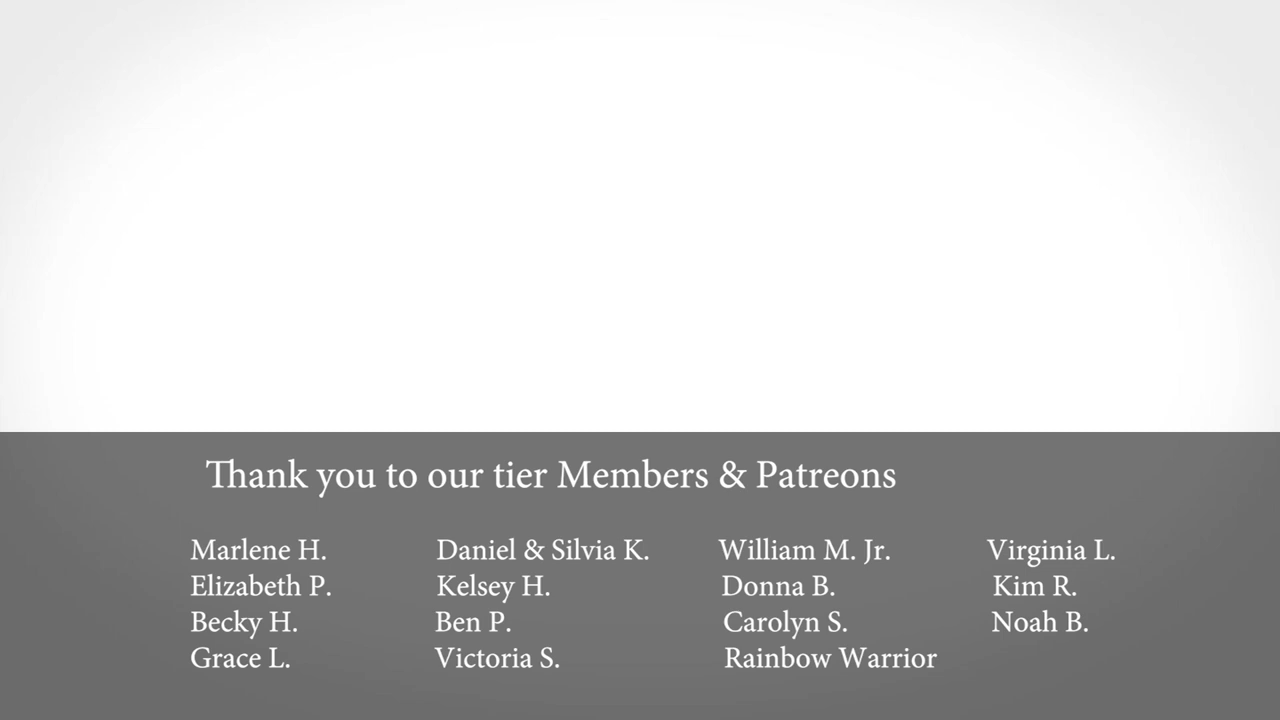 Thank you to our tier Members & Patreons
Marlene H. Daniel & Silvia K. William M. Jr. Virginia L.
Elizabeth P. Kelsey H. Donna B. Kim R.
Becky H. Ben P. Carolyn S. Noah B.
Grace L. Victoria S. Rainbow Warrior